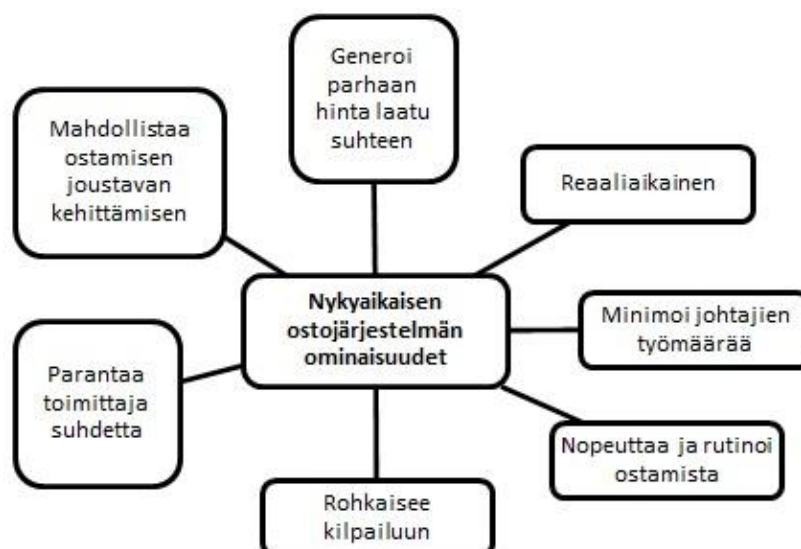 Generoi
parhaan
hinta laatu
suhteen
Mahdollistaa
ostamisen
joustavan
kehittämisen
Reaaliaikainen
Nykyaikaisen
ostojärjestelmän
ominaisuudet
Minimoi johtajien
työmäärää
Parantaa
toimittaja
suhdetta
Nopeuttaa ja rutinoi
ostamista
Rohkaisee
kilpailuun